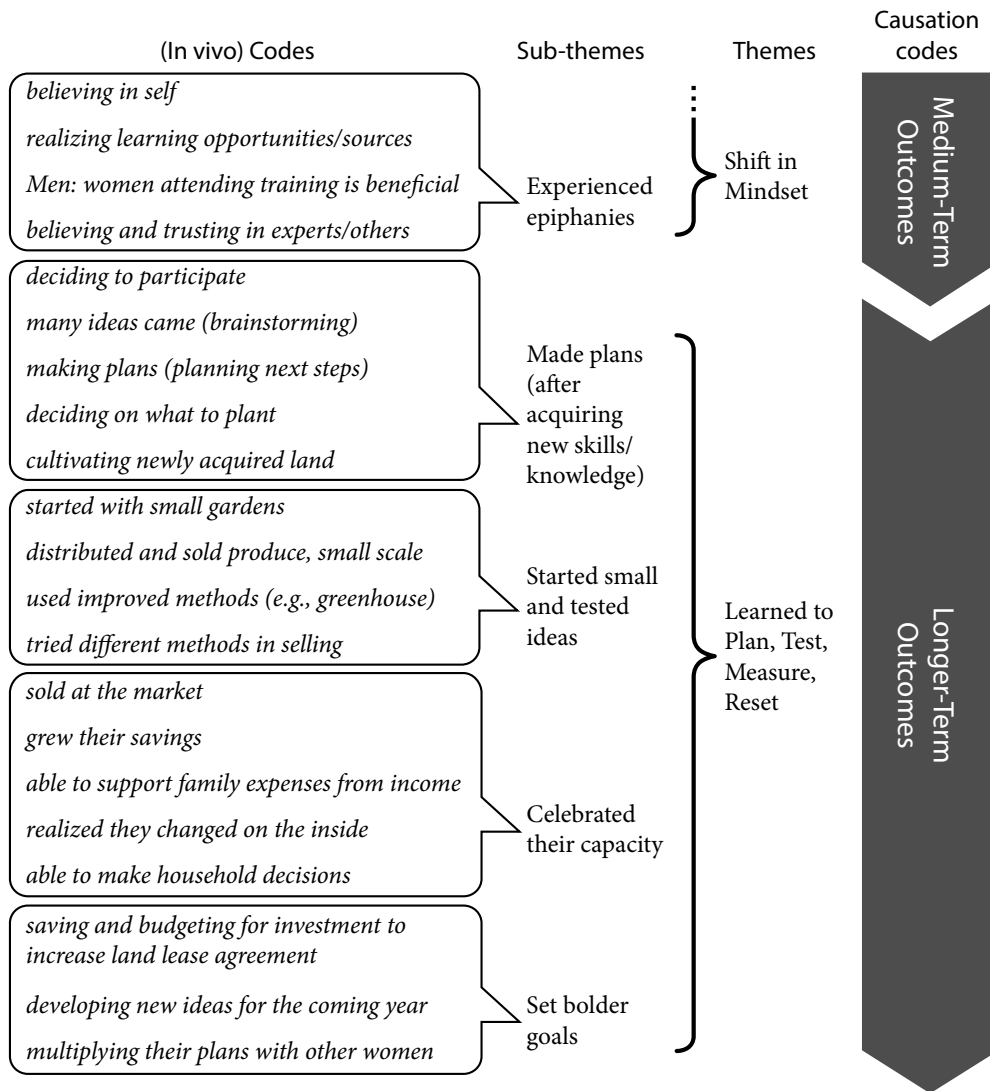 (In vivo) Codes
Sub-themes
Themes
Causation
codes
believing in self
realizing learning opportunities/sources
Men: women attending training is beneficial
believing and trusting in experts/others
Experienced
epiphanies
Shift in
Mindset
Medium-Term
Outcomes
deciding to participate
many ideas came (brainstorming)
making plans (planning next steps)
deciding on what to plant
cultivating newly acquired land
Made plans
(after
acquiring
new skills/
knowledge)
started with small gardens
distributed and sold produce, small scale
used improved methods (e.g., greenhouse)
tried different methods in selling
Started small
and tested
ideas
Learned to
Plan, Test,
Measure,
Reset
Longer-Term
Outcomes
sold at the market
grew their savings
able to support family expenses from income
realized they changed on the inside
able to make household decisions
Celebrated
their capacity
saving and budgeting for investment to
increase land lease agreement
developing new ideas for the coming year
multiplying their plans with other women
Set bolder
goals